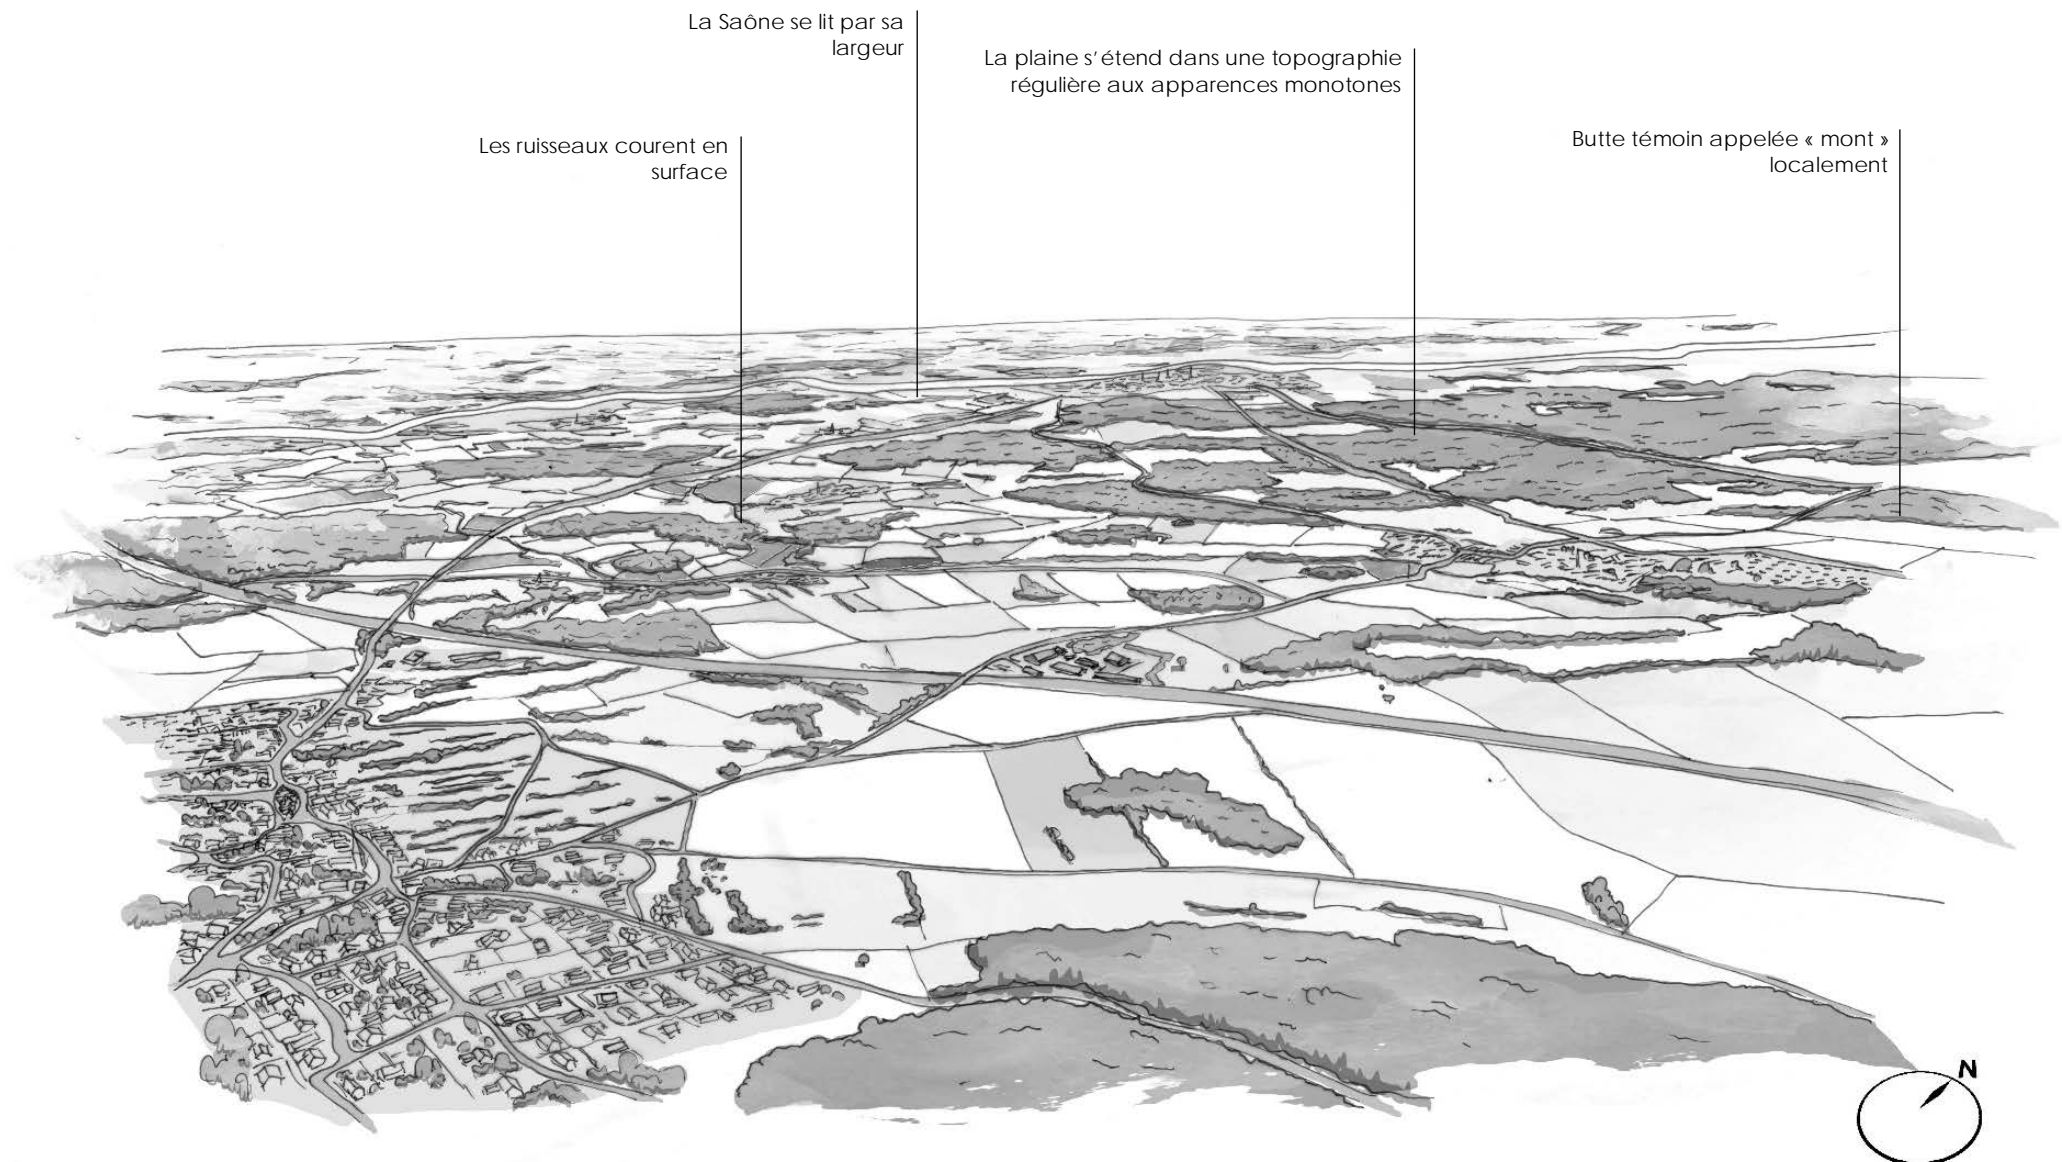 La Saône se lit par sa
largeur
La plaine s'étend dans une topographie
régulière aux apparences monotones
Les ruisseaux courent en
surface
Butte témoin appelée « mont »
localement
N